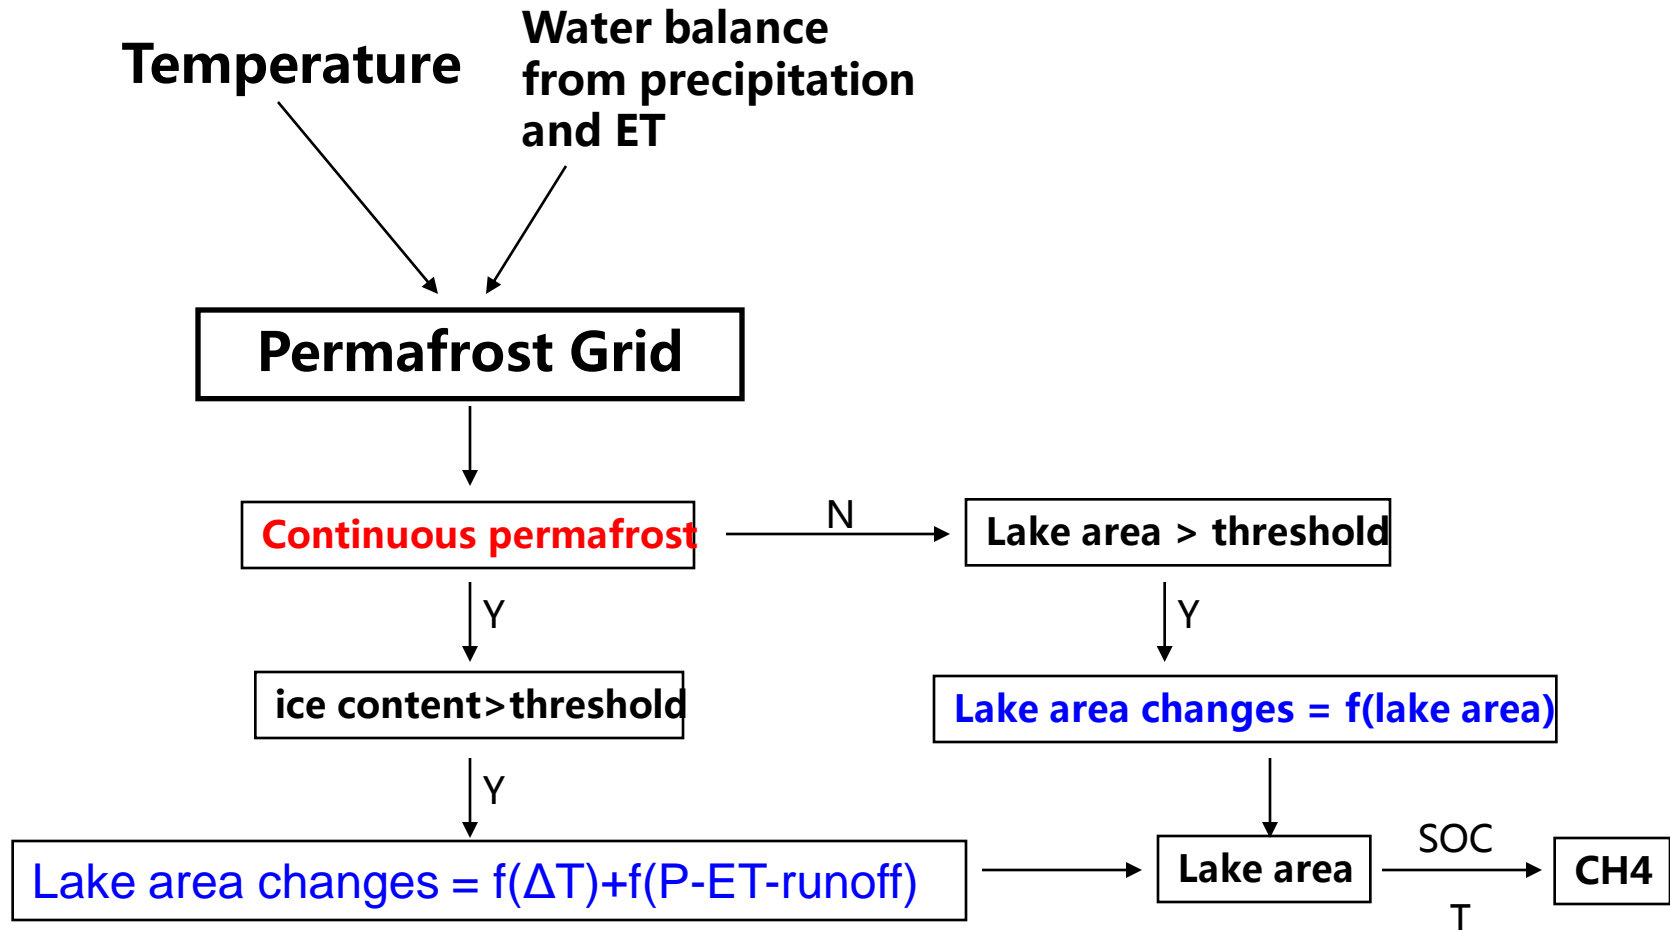 Temperature
Water balance
from precipitation
and ET
Permafrost Grid
Continuous permafrost
N
Lake area > threshold
Y
Y
ice content>threshold
Lake area changes = f(lake area)
Y
Lake area changes = f(ΔT)+f(P-ET-runoff)
Lake area
SOC
T
CH4